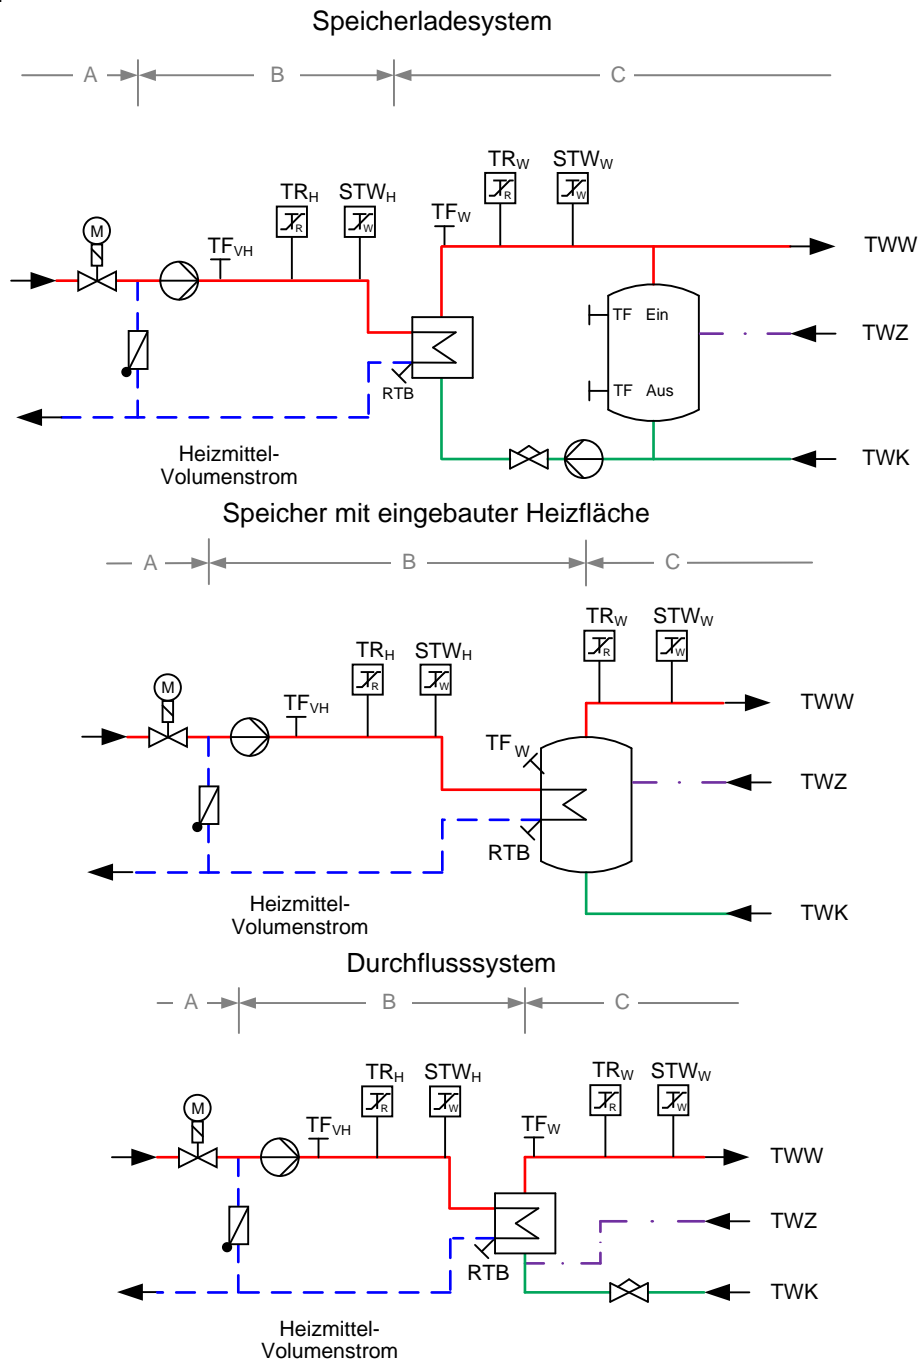 Speicherladesystem
A B C
TRW STWW
TRH STWH
TFW
M
R W
R W
TFVH
TWW
TF Ein
TWZ
RTB
TF Aus
Heizmittel-
Volumenstrom
TWK
Speicher mit eingebauter Heizfläche
A B C
TRW STWW
TRH STWH
R W
M
R W
TFVH
TWW
TFW
TWZ
RTB
Heizmittel-
Volumenstrom
TWK
Durchflusssystem
A B C
TRH STWH TRW STWW
M
R W R W
TFVH TFW
TWW
TWZ
RTB
TWK
Heizmittel-
Volumenstrom